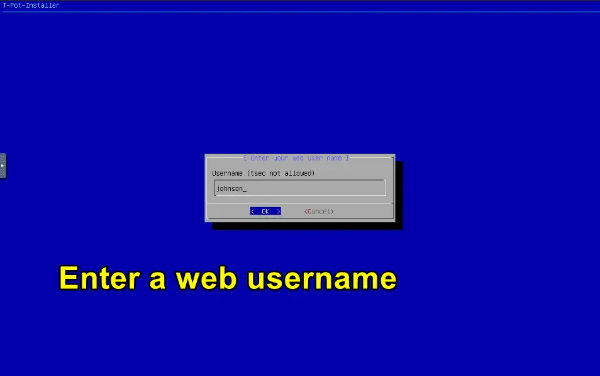 T-Pot-Installer
[ Enter your web user name ]
Username (tsec not allowed)
johnson_
< OK > <Cancel>
Enter a web username